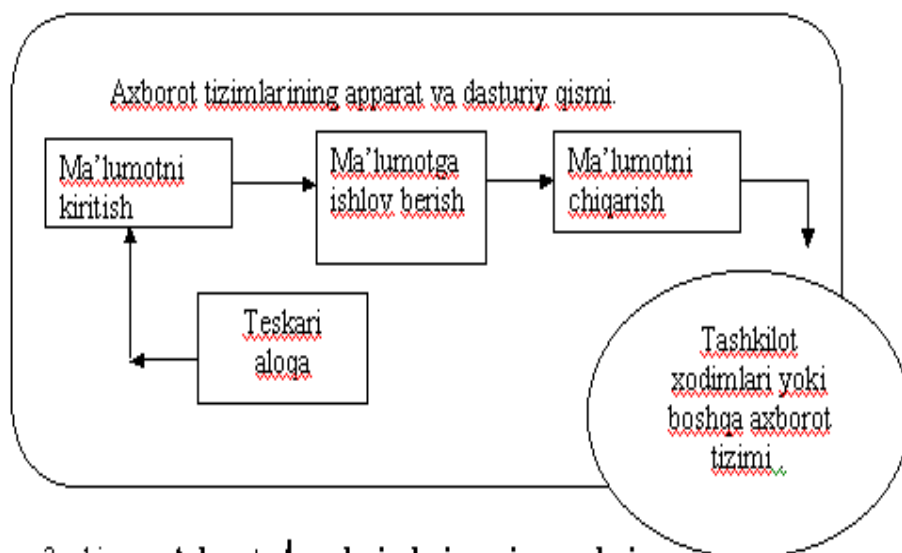 Axborot tizimlarining apparat va dasturiy qismi.
Ma'lumotni
kiritish
Ma'lumotga
ishlov berish
Ma'lumotni
chiqarish
Teskari
aloqa
Tashkilot
xodimlari yoki
boshqa axborot
tizimi